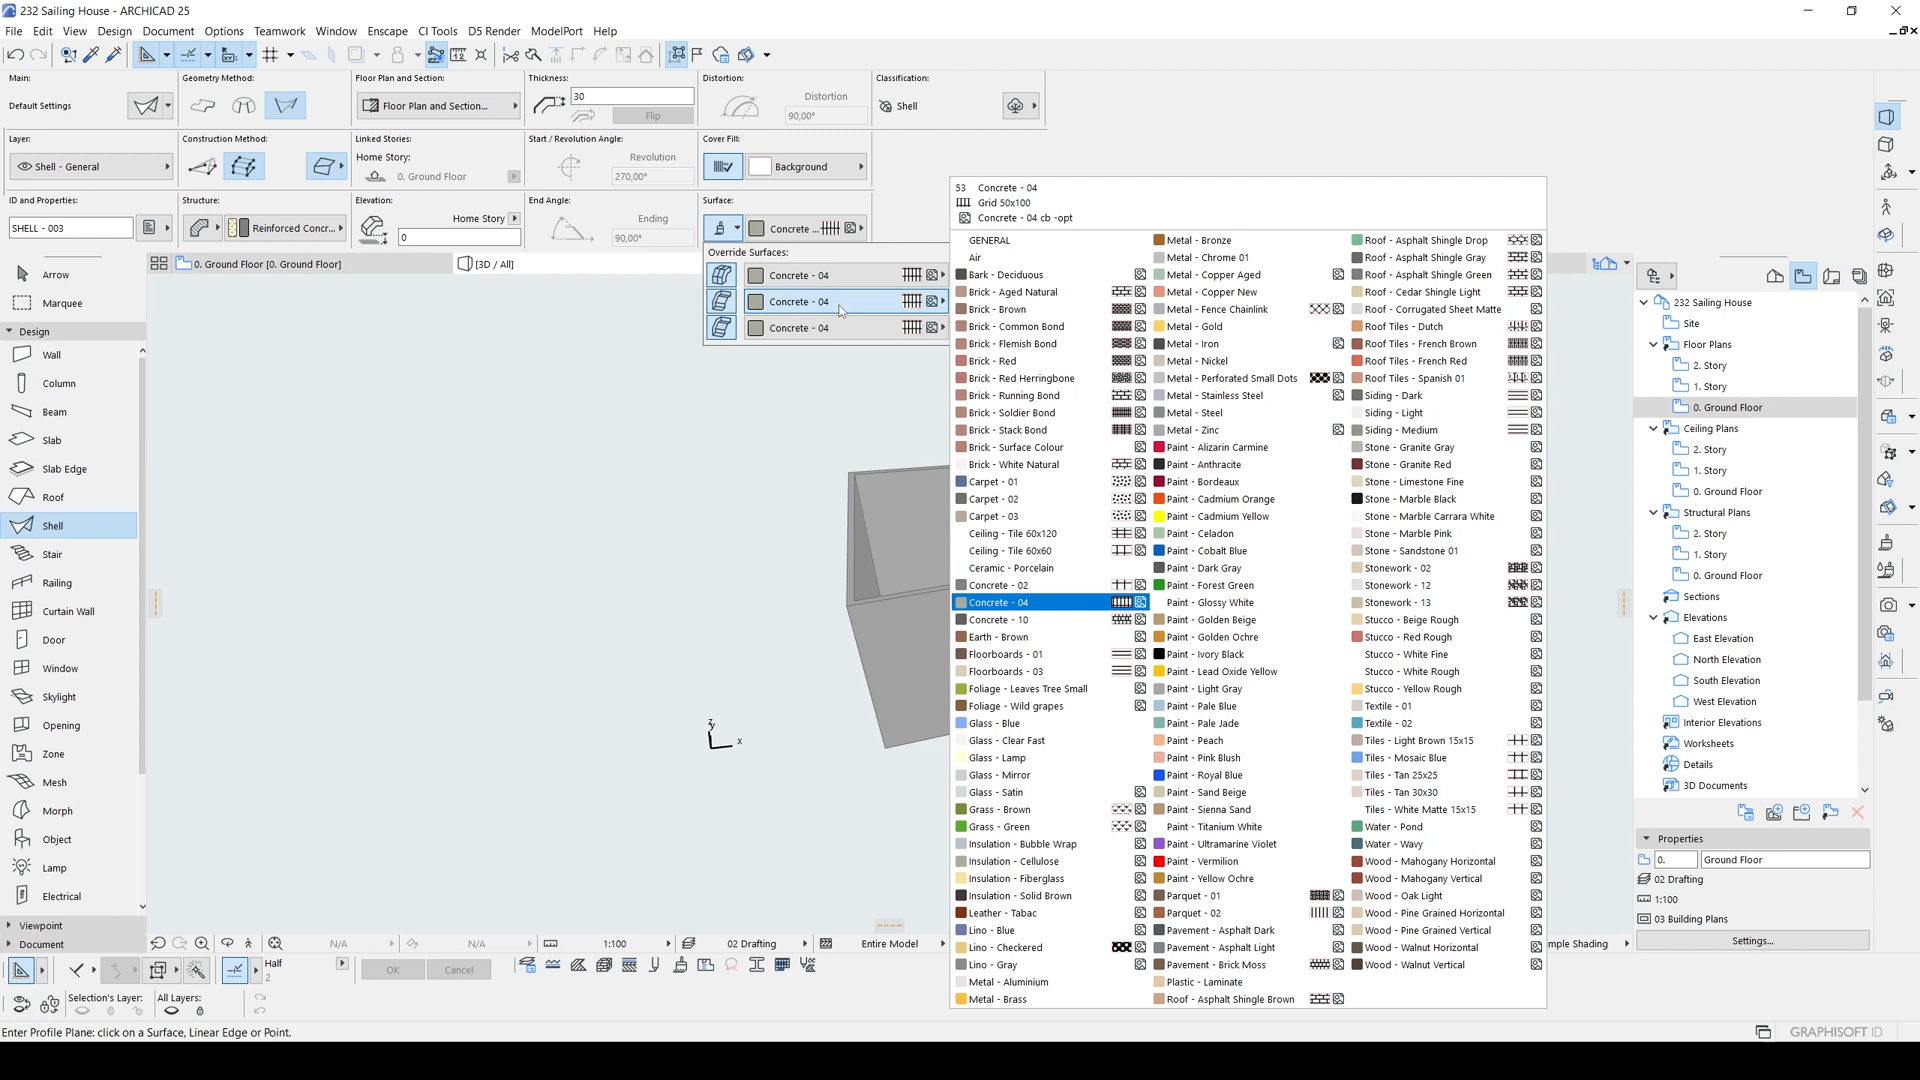 232 Sailing House - ARCHICAD 25
File Edit View Design Document Options Teamwork Window Enscape CI Tools D5 Render ModelPort Help
Main:
Default Settings
Geometry Method:
Floor Plan and Section:
Floor Plan and Section...
Thickness:
30
Flip
Distortion:
Distortion
90,00°
Classification:
Shell
Layer:
Shell - General
Construction Method:
Linked Stories:
Home Story:
0. Ground Floor
Start / Revolution Angle:
Revolution
270,00°
Cover Fill:
Background
ID and Properties:
SHELL - 003
Structure:
Reinforced Concr...
Elevation:
Home Story
0
End Angle:
Ending
90,00°
Surface:
Concrete ...
Override Surfaces:
Concrete - 04
Concrete - 04
Concrete - 04
0. Ground Floor [0. Ground Floor]
[3D / All]
Arrow
Marquee
Design
Wall
Column
Beam
Slab
Slab Edge
Roof
Shell
Stair
Railing
Curtain Wall
Door
Window
Skylight
Opening
Zone
Mesh
Morph
Object
Lamp
Electrical
Viewpoint
Document
z
y
x
53 Concrete - 04
Grid 50x100
Concrete - 04 cb -opt
GENERAL
Air
Bark - Deciduous
Brick - Aged Natural
Brick - Brown
Brick - Common Bond
Brick - Flemish Bond
Brick - Red
Brick - Red Herringbone
Brick - Running Bond
Brick - Soldier Bond
Brick - Stack Bond
Brick - Surface Colour
Brick - White Natural
Carpet - 01
Carpet - 02
Carpet - 03
Ceiling - Tile 60x120
Ceiling - Tile 60x60
Ceramic - Porcelain
Concrete - 02
Concrete - 04
Concrete - 10
Earth - Brown
Floorboards - 01
Floorboards - 03
Foliage - Leaves Tree Small
Foliage - Wild grapes
Glass - Blue
Glass - Clear Fast
Glass - Lamp
Glass - Mirror
Glass - Satin
Grass - Brown
Grass - Green
Insulation - Bubble Wrap
Insulation - Cellulose
Insulation - Fiberglass
Insulation - Solid Brown
Leather - Tabac
Lino - Blue
Lino - Checkered
Lino - Gray
Metal - Aluminium
Metal - Brass
Metal - Bronze
Metal - Chrome 01
Metal - Copper Aged
Metal - Copper New
Metal - Fence Chainlink
Metal - Gold
Metal - Iron
Metal - Nickel
Metal - Perforated Small Dots
Metal - Stainless Steel
Metal - Steel
Metal - Zinc
Paint - Alizarin Carmine
Paint - Anthracite
Paint - Bordeaux
Paint - Cadmium Orange
Paint - Cadmium Yellow
Paint - Celadon
Paint - Cobalt Blue
Paint - Dark Gray
Paint - Forest Green
Paint - Glossy White
Paint - Golden Beige
Paint - Golden Ochre
Paint - Ivory Black
Paint - Lead Oxide Yellow
Paint - Light Gray
Paint - Pale Blue
Paint - Pale Jade
Paint - Peach
Paint - Pink Blush
Paint - Royal Blue
Paint - Sand Beige
Paint - Sienna Sand
Paint - Titanium White
Paint - Ultramarine Violet
Paint - Vermilion
Paint - Yellow Ochre
Parquet - 01
Parquet - 02
Pavement - Asphalt Dark
Pavement - Asphalt Light
Pavement - Brick Moss
Plastic - Laminate
Roof - Asphalt Shingle Brown
Roof - Asphalt Shingle Drop
Roof - Asphalt Shingle Gray
Roof - Asphalt Shingle Green
Roof - Cedar Shingle Light
Roof - Corrugated Sheet Matte
Roof Tiles - Dutch
Roof Tiles - French Brown
Roof Tiles - French Red
Roof Tiles - Spanish 01
Siding - Dark
Siding - Light
Siding - Medium
Stone - Granite Gray
Stone - Granite Red
Stone - Limestone Fine
Stone - Marble Black
Stone - Marble Carrara White
Stone - Marble Pink
Stone - Sandstone 01
Stonework - 02
Stonework - 12
Stonework - 13
Stucco - Beige Rough
Stucco - Red Rough
Stucco - White Fine
Stucco - White Rough
Stucco - Yellow Rough
Textile - 01
Textile - 02
Tiles - Light Brown 15x15
Tiles - Mosaic Blue
Tiles - Tan 25x25
Tiles - Tan 30x30
Tiles - White Matte 15x15
Water - Pond
Water - Wavy
Wood - Mahogany Horizontal
Wood - Mahogany Vertical
Wood - Oak Light
Wood - Pine Grained Horizontal
Wood - Pine Grained Vertical
Wood - Walnut Horizontal
Wood - Walnut Vertical
232 Sailing House
Site
Floor Plans
2. Story
1. Story
0. Ground Floor
Ceiling Plans
2. Story
1. Story
0. Ground Floor
Structural Plans
2. Story
1. Story
0. Ground Floor
Sections
Elevations
East Elevation
North Elevation
South Elevation
West Elevation
Interior Elevations
Worksheets
Details
3D Documents
Properties
0. Ground Floor
02 Drafting
1:100
03 Building Plans
Settings...
N/A N/A 1:100 02 Drafting Entire Model mple Shading
Half
2
OK Cancel
Selection's Layer: All Layers:
Enter Profile Plane: click on a Surface, Linear Edge or Point.
GRAPHISOFT ID